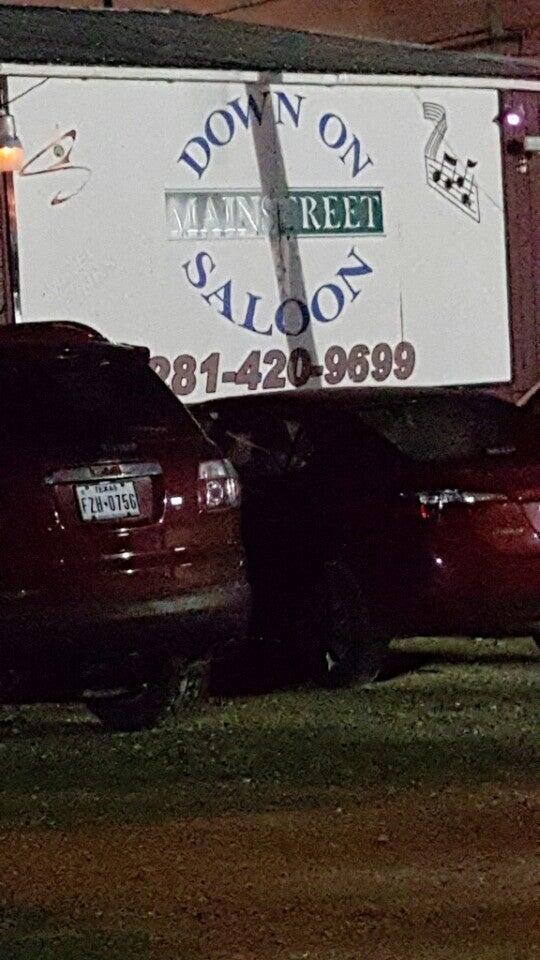 DOWN ON
MAINSTREET
SALOON
281-420-9699
TEXAS
FZH•0756